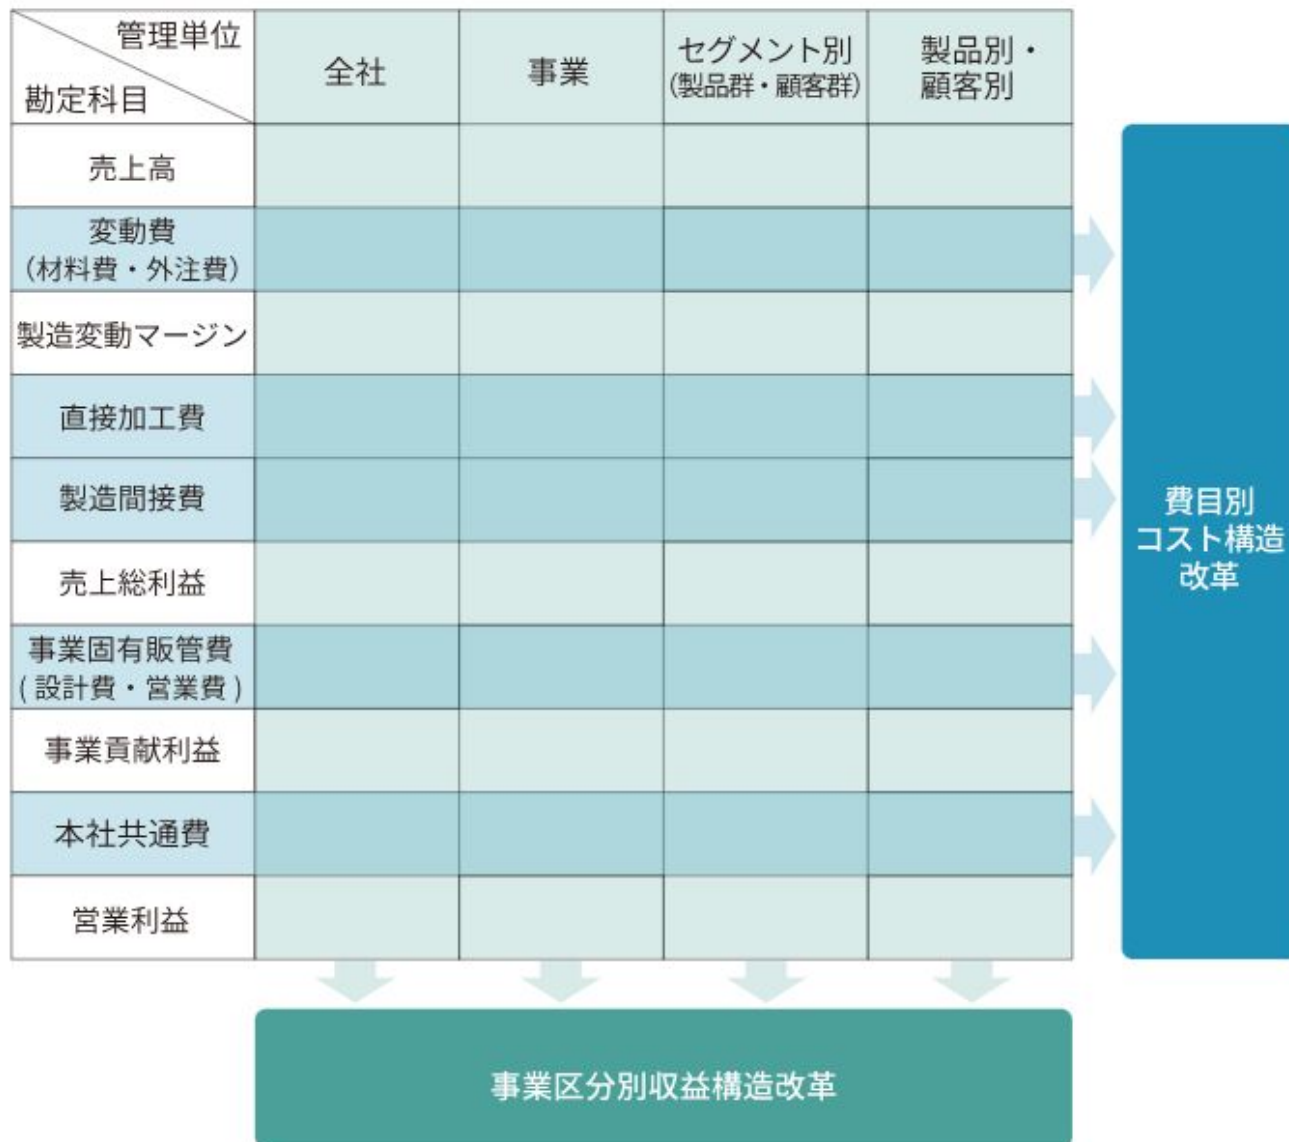 管理単位
勘定科目
全社
事業
セグメント別
(製品群・顧客群)
製品別・
顧客別
売上高
変動費
(材料費・外注費)
製造変動マージン
直接加工費
製造間接費
売上総利益
事業固有販管費
( 設計費・営業費 )
事業貢献利益
本社共通費
営業利益
費目別
コスト構造
改革
事業区分別収益構造改革